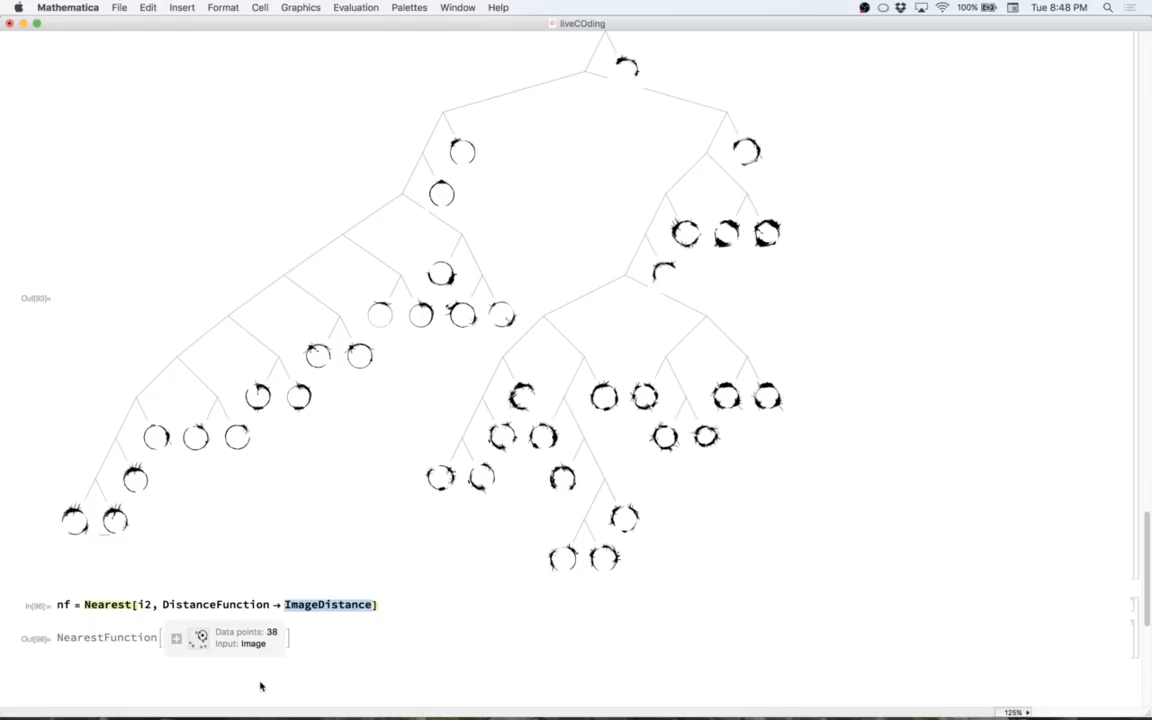 Mathematica File Edit Insert Format Cell Graphics Evaluation Palettes Window Help 100% Tue 8:48 PM
liveCOding
Out[93]=
In[96]:= nf = Nearest[i2, DistanceFunction → ImageDistance]
Out[96]= NearestFunction[ Data points: 38
Input: Image ]
125%